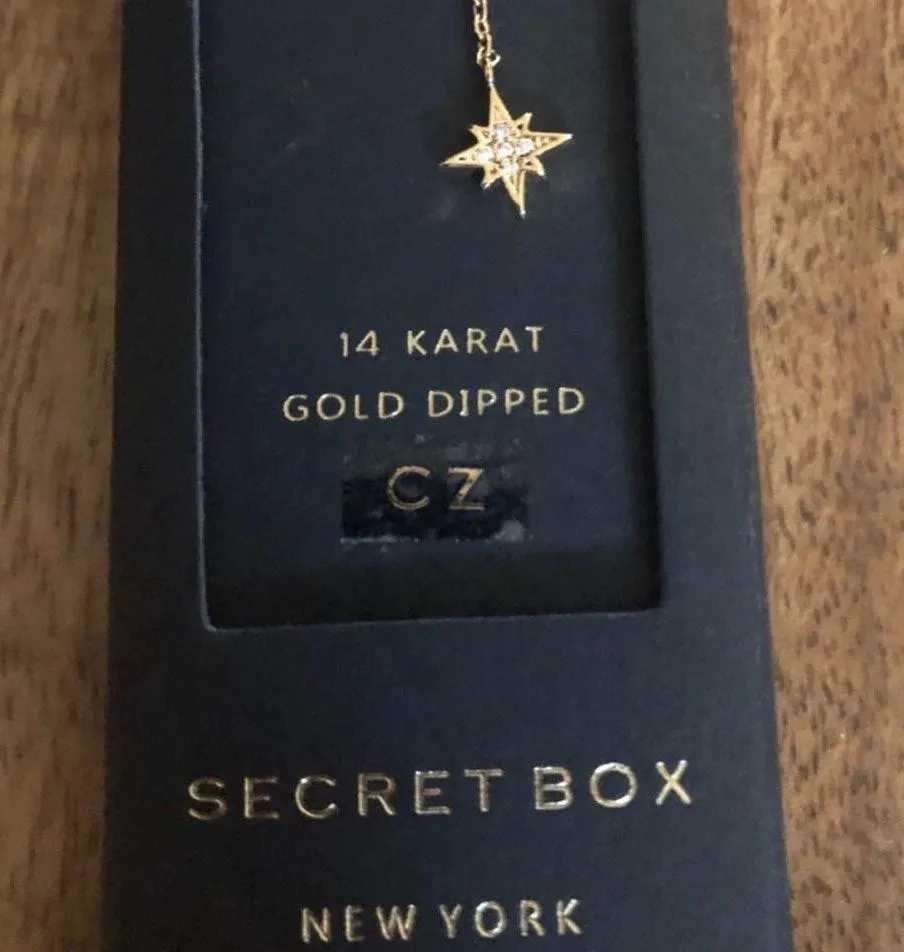 14 KARAT
GOLD DIPPED
CZ
SECRET BOX
NEW YORK